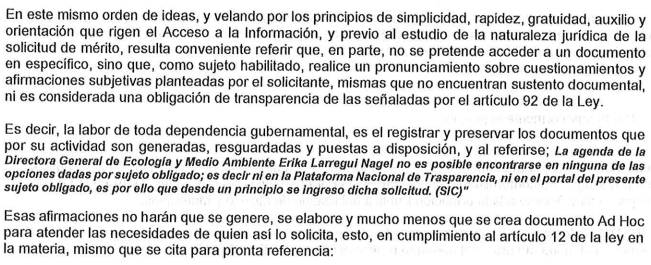 En este mismo orden de ideas, y velando por los principios de simplicidad, rapidez, gratuidad, auxilio y
orientación que rigen el Acceso a la Información, y previo al estudio de la naturaleza jurídica de la
solicitud de mérito, resulta conveniente referir que, en parte, no se pretende acceder a un documento
en específico, sino que, como sujeto habilitado, realice un pronunciamiento sobre cuestionamientos y
afirmaciones subjetivas planteadas por el solicitante, mismas que no encuentran sustento documental,
ni es considerada una obligación de transparencia de las señaladas por el artículo 92 de la Ley.
Es decir, la labor de toda dependencia gubernamental, es el registrar y preservar los documentos que
por su actividad son generadas, resguardadas y puestas a disposición, y al referirse; La agenda de la
Directora General de Ecología y Medio Ambiente Erika Larregui Nagel no es posible encontrarse en ninguna de las
opciones dadas por sujeto obligado; es decir ni en la Plataforma Nacional de Trasparencia, ni en el portal del presente
sujeto obligado, es por ello que desde un principio se ingreso dicha solicitud. (SIC)"
Esas afirmaciones no harán que se genere, se elabore y mucho menos que se crea documento Ad Hoc
para atender las necesidades de quien así lo solicita, esto, en cumplimiento al artículo 12 de la ley en
la materia, mismo que se cita para pronta referencia: